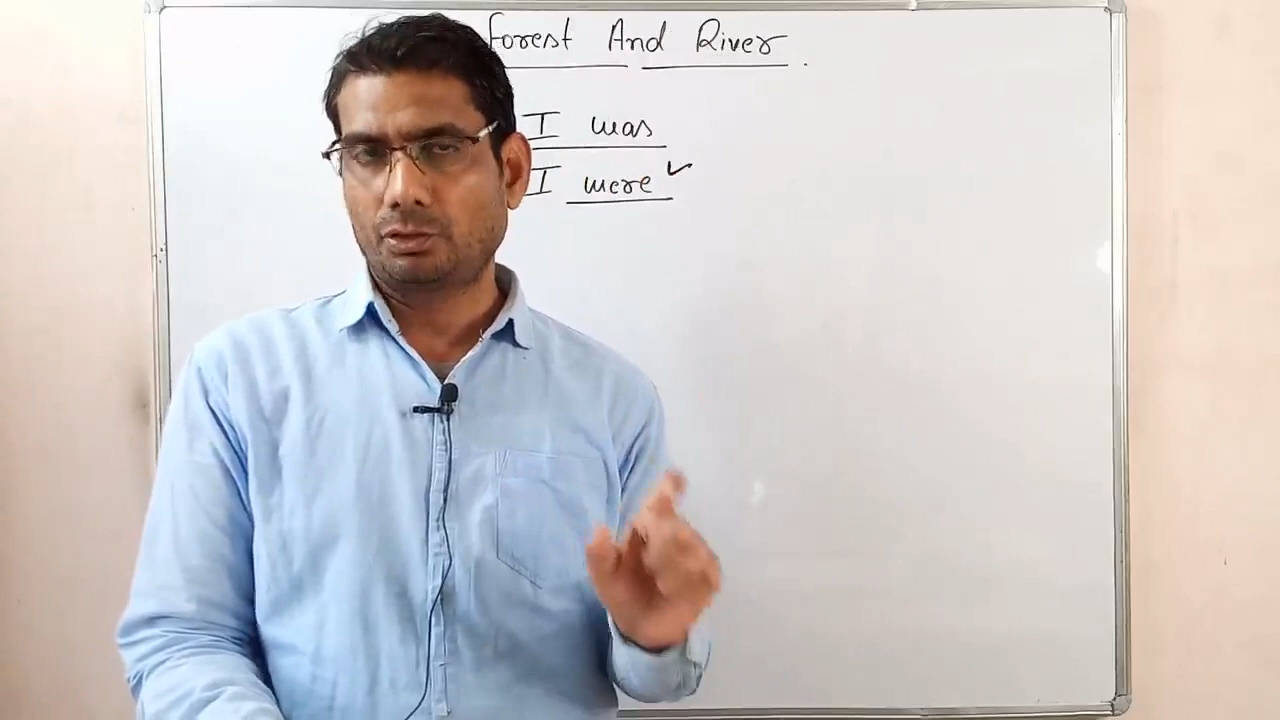 Forest And River.
I was
I were ✓